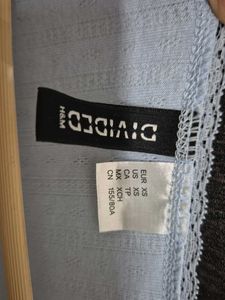 DIVIDED
H&M
EUR XS
US XS
CA TP
MX XCH
CN 155/80A